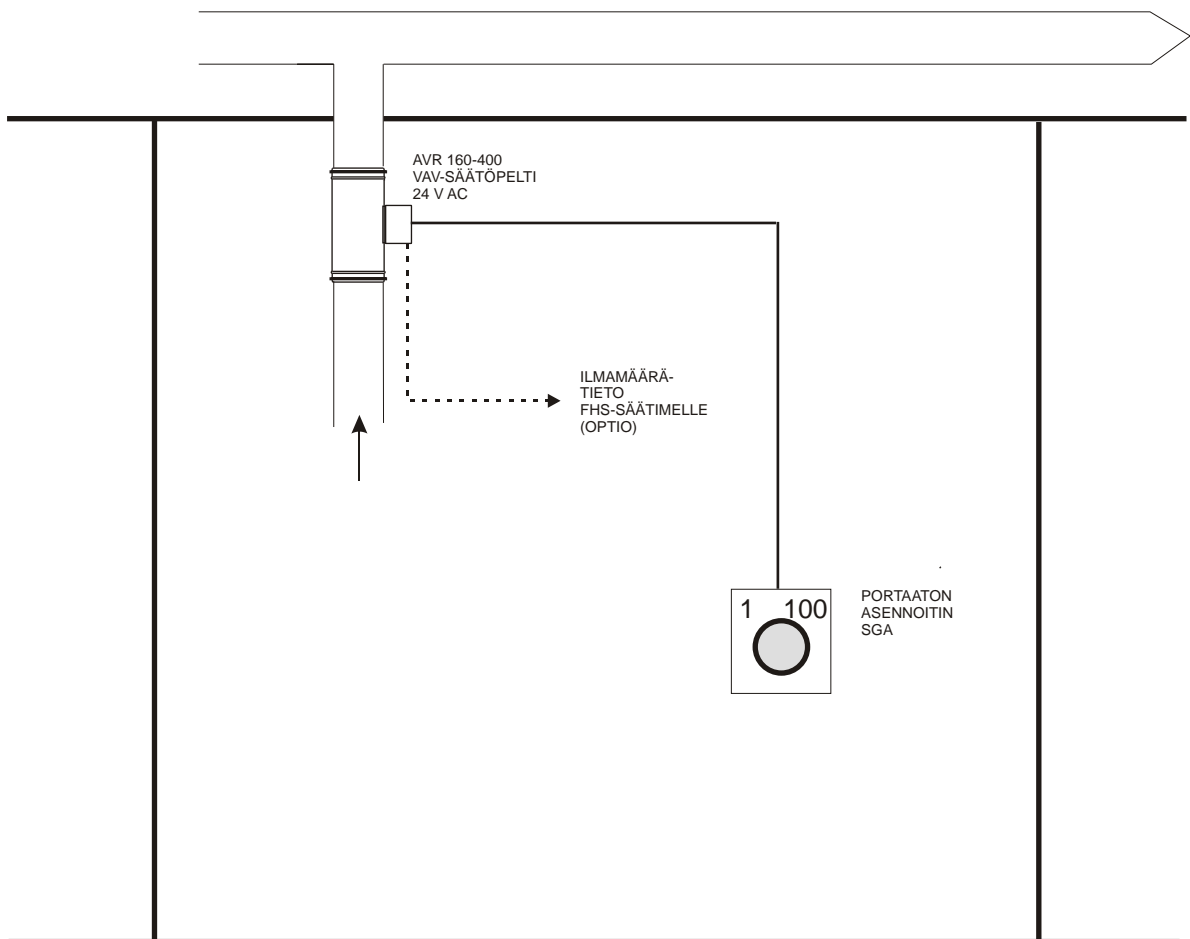 AVR 160-400
VAV-SÄÄTÖPELTI
24 V AC
ILMAMÄÄRÄ-
TIETO
FHS-SÄÄTIMELLE
(OPTIO)
1 100
PORTAATON
ASENNOITIN
SGA